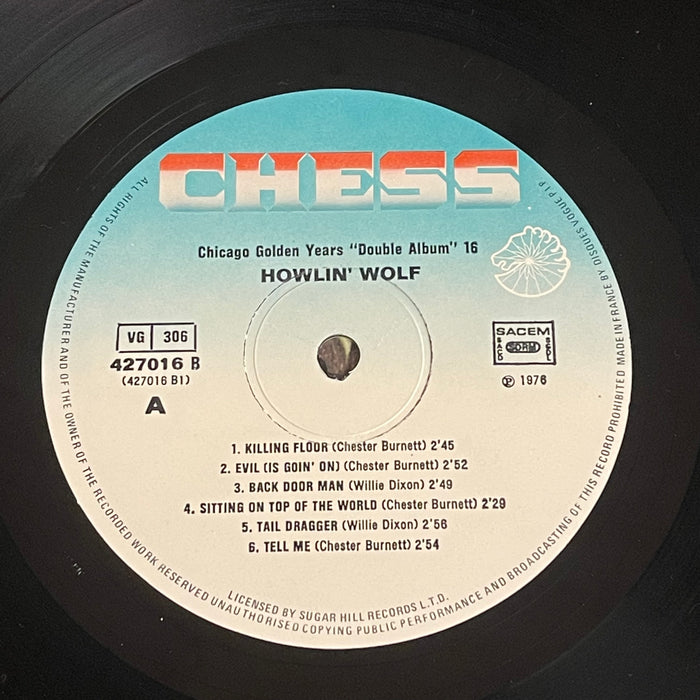 CHESS
Chicago Golden Years "Double Album" 16
HOWLIN' WOLF
VG 306
427016 B
(427016 B1)
A
SACEM
SACD
SDRM
SGDL
℗ 1976
1. KILLING FLOOR (Chester Burnett) 2'45
2. EVIL (IS GOIN' ON) (Chester Burnett) 2'52
3. BACK DOOR MAN (Willie Dixon) 2'49
4. SITTING ON TOP OF THE WORLD (Chester Burnett) 2'29
5. TAIL DRAGGER (Willie Dixon) 2'56
6. TELL ME (Chester Burnett) 2'54
LICENSED BY SUGAR HILL RECORDS L.T.D.
ALL RIGHTS OF THE MANUFACTURER AND OF THE OWNER OF THE RECORDED WORK RESERVED UNAUTHORISED COPYING PUBLIC PERFORMANCE AND BROADCASTING OF THIS RECORD PROHIBITED MADE IN FRANCE BY DISQUES VOGUE P.I.P